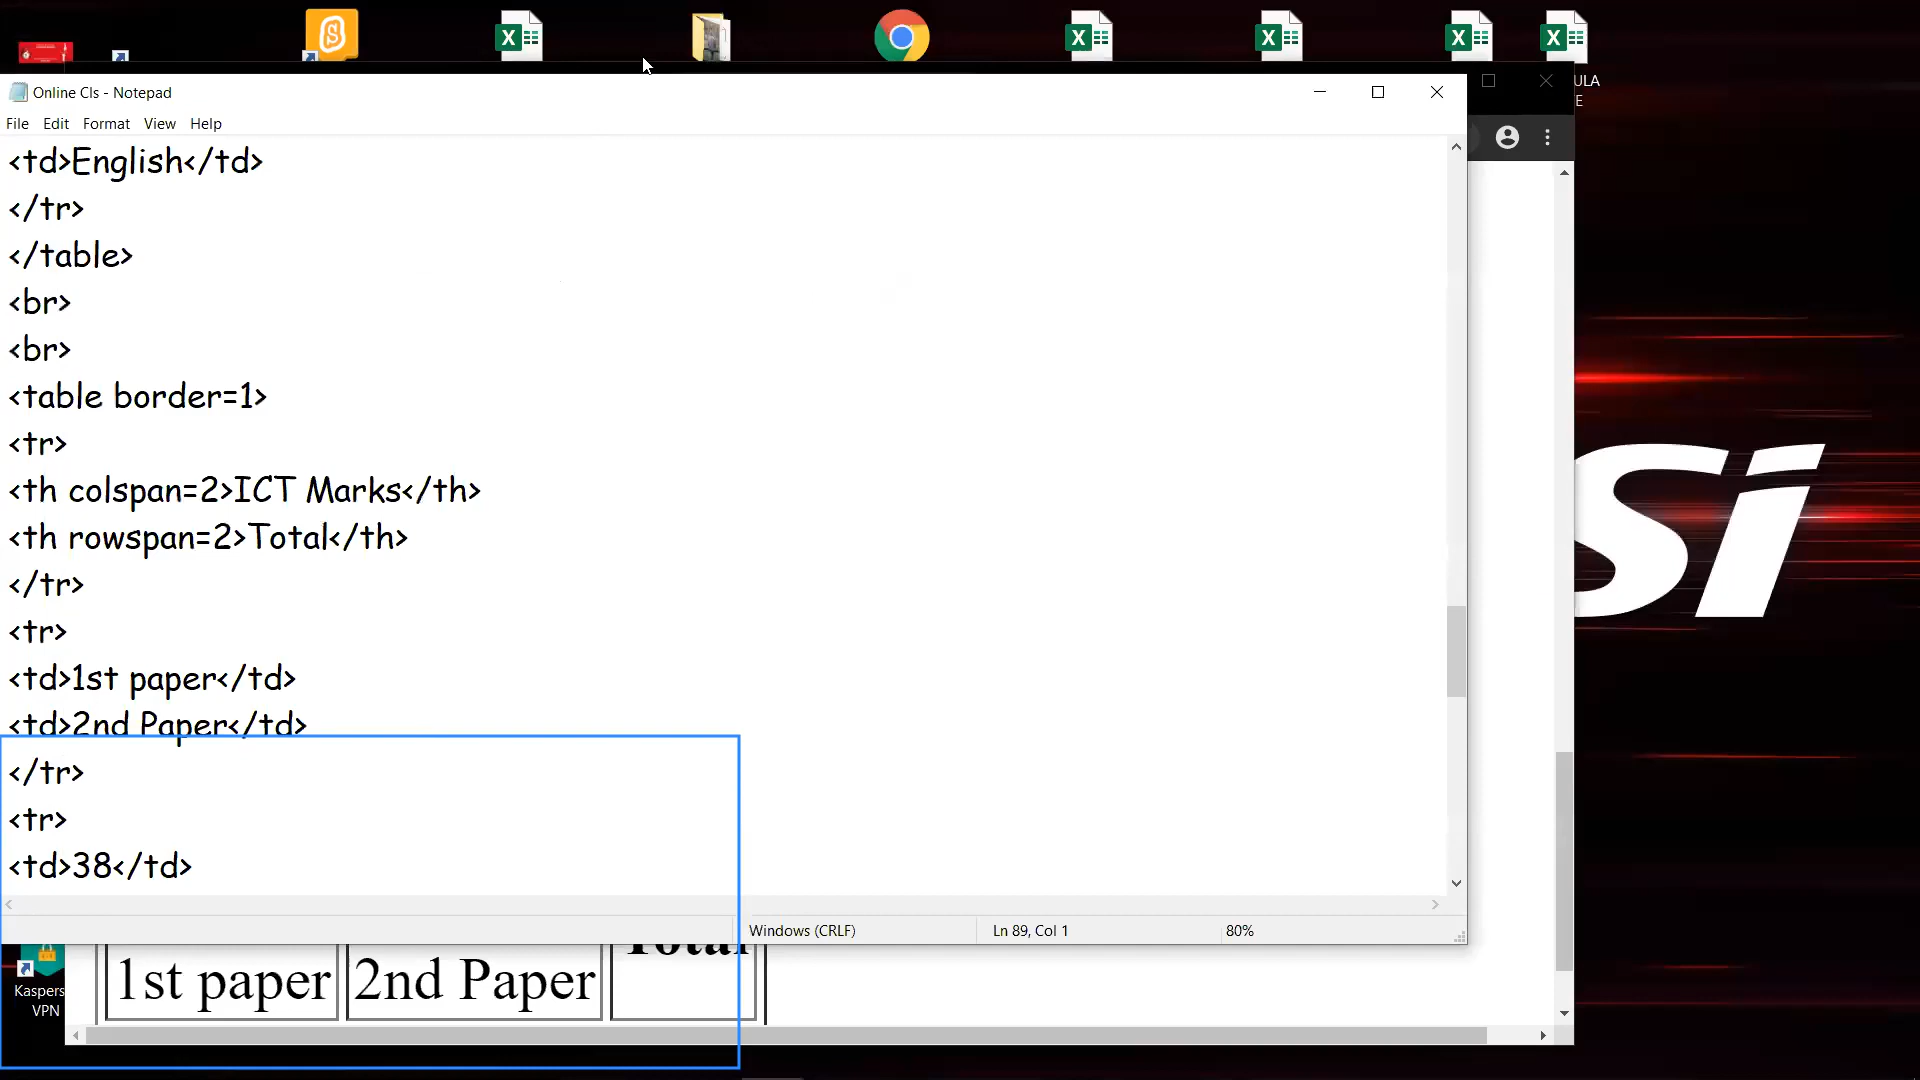 ULA
E
Online Cls - Notepad
File Edit Format View Help
<td>English</td>
</tr>
</table>
<br>
<br>
<table border=1>
<tr>
<th colspan=2>ICT Marks</th>
<th rowspan=2>Total</th>
</tr>
<tr>
<td>1st paper</td>
<td>2nd Paper</td>
</tr>
<tr>
<td>38</td>
Windows (CRLF) Ln 89, Col 1 80%
Total
1st paper 2nd Paper
Kaspers
VPN
Si